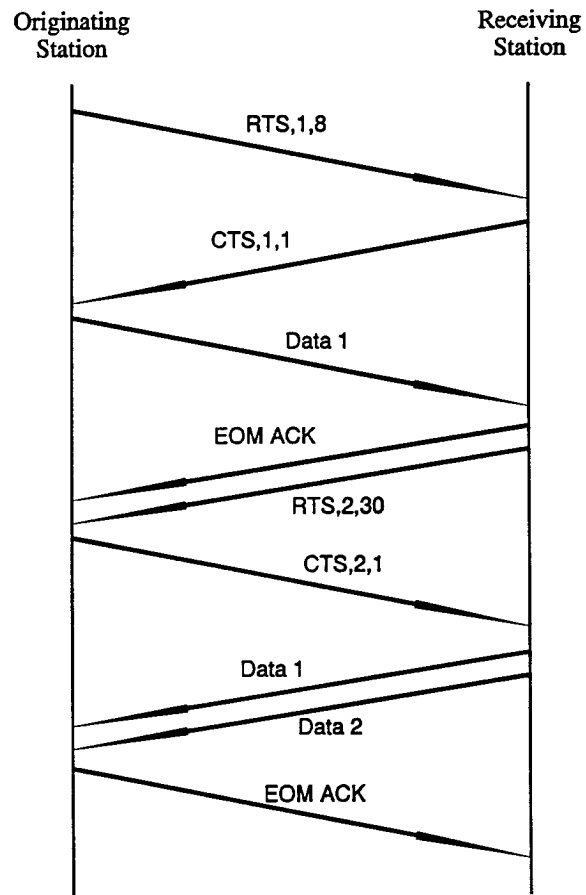 Originating
Station
Receiving
Station
RTS,1,8
CTS,1,1
Data 1
EOM ACK
RTS,2,30
CTS,2,1
Data 1
Data 2
EOM ACK